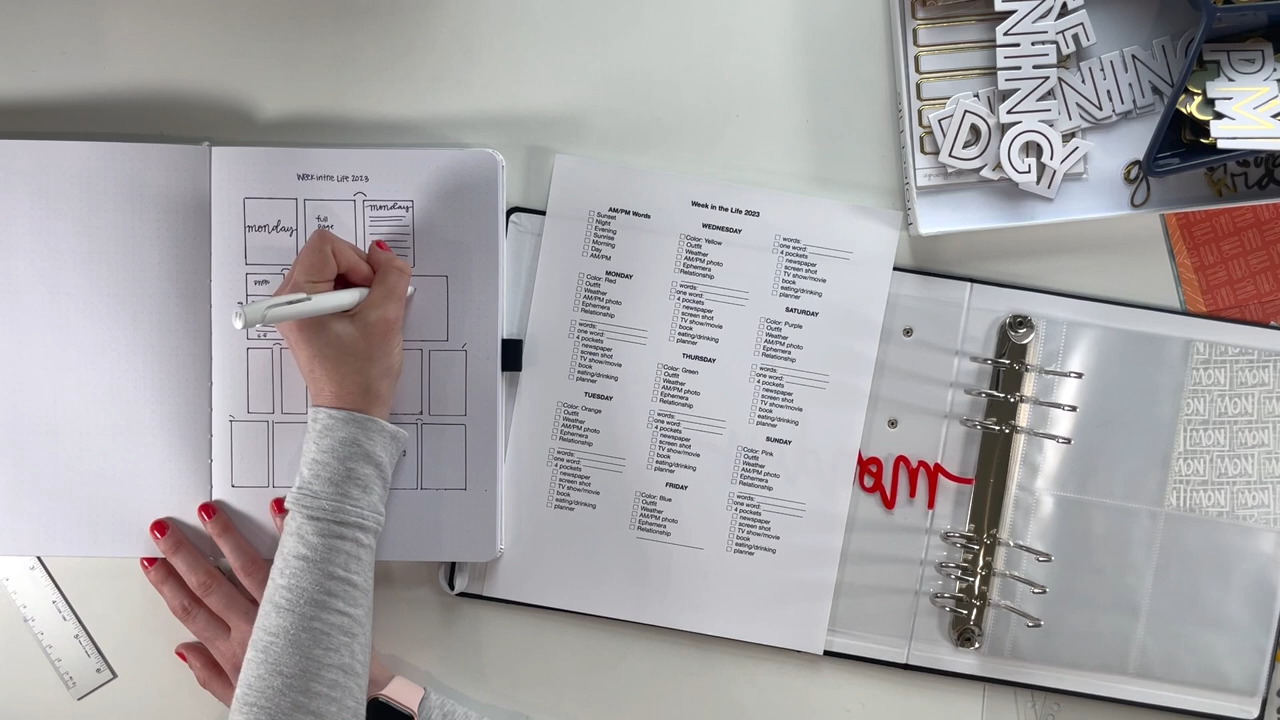 Week in the Life 2023
monday
full
page
monday
Week in the Life 2023
AM/PM Words
Sunset
Night
Evening
Sunrise
Morning
Day
AM/PM
MONDAY
Color: Red
Outfit
Weather
AM/PM photo
Ephemera
Relationship
words:
one word:
4 pockets
newspaper
screen shot
TV show/movie
book
eating/drinking
planner
TUESDAY
Color: Orange
Outfit
Weather
AM/PM photo
Ephemera
Relationship
words:
one word:
4 pockets
newspaper
screen shot
TV show/movie
book
eating/drinking
planner
WEDNESDAY
Color: Yellow
Outfit
Weather
AM/PM photo
Ephemera
Relationship
words:
one word:
4 pockets
newspaper
screen shot
TV show/movie
book
eating/drinking
planner
THURSDAY
Color: Green
Outfit
Weather
AM/PM photo
Ephemera
Relationship
words:
one word:
4 pockets
newspaper
screen shot
TV show/movie
book
eating/drinking
planner
FRIDAY
Color: Blue
Outfit
Weather
AM/PM photo
Ephemera
Relationship
words:
one word:
4 pockets
newspaper
screen shot
TV show/movie
book
eating/drinking
planner
SATURDAY
Color: Purple
Outfit
Weather
AM/PM photo
Ephemera
Relationship
words:
one word:
4 pockets
newspaper
screen shot
TV show/movie
book
eating/drinking
planner
SUNDAY
Color: Pink
Outfit
Weather
AM/PM photo
Ephemera
Relationship
words:
one word:
4 pockets
newspaper
screen shot
TV show/movie
book
eating/drinking
planner
PM
MON MON
MON
MON MON
MON
MON MON